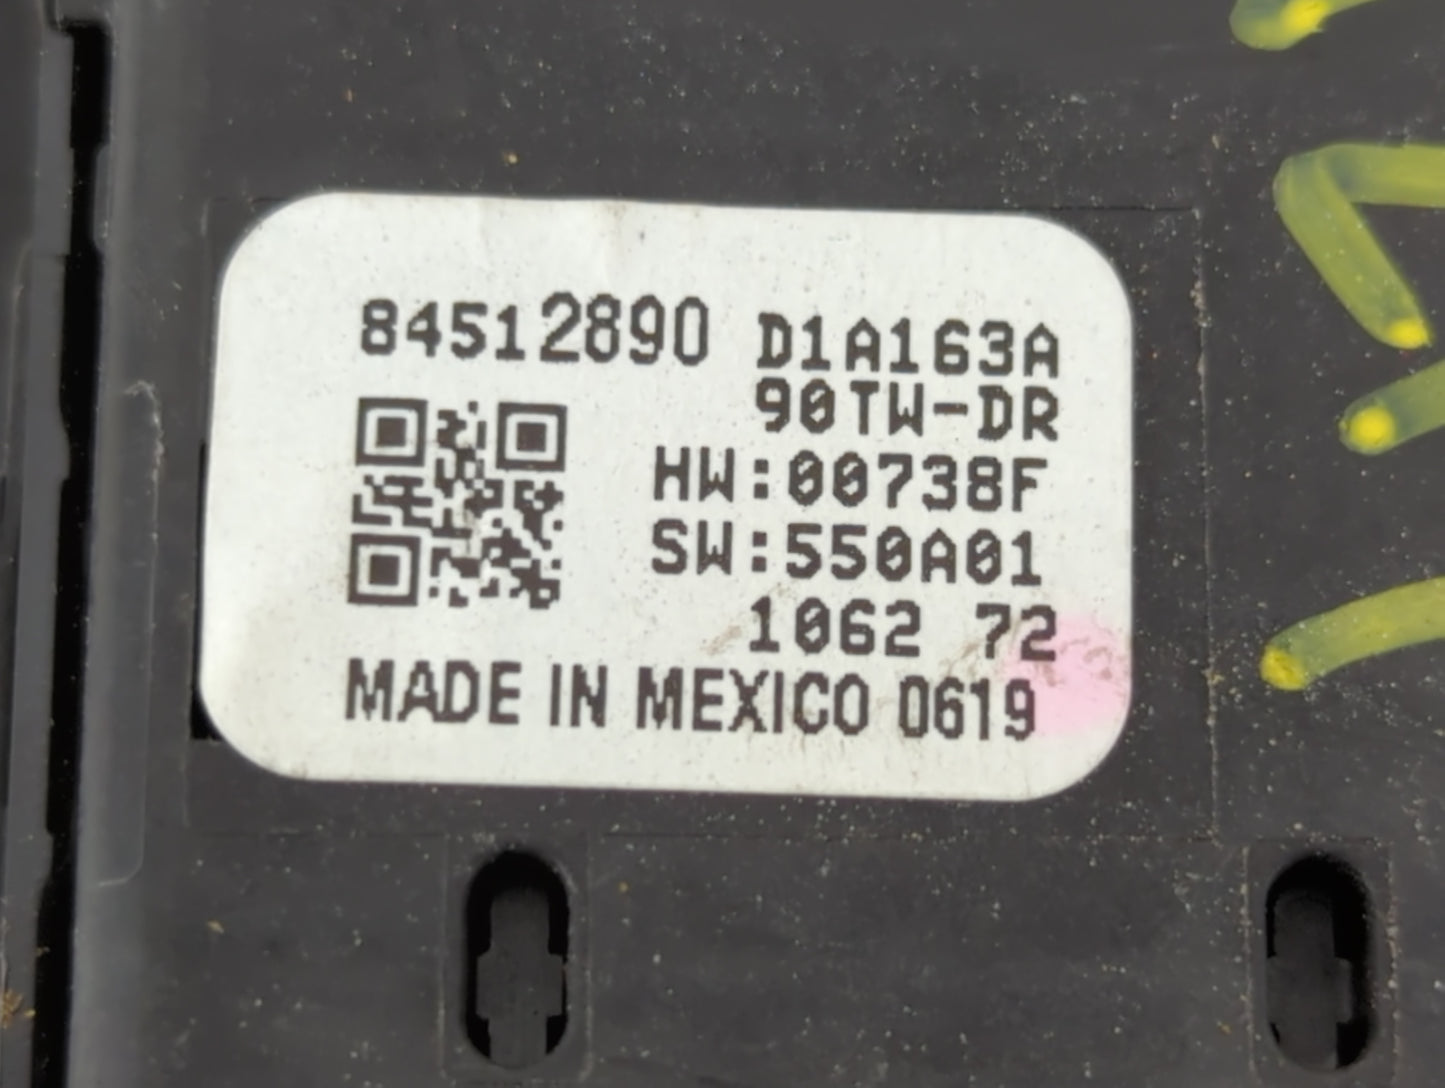 84512890 D1A163A
90TW-DR
HW:00738F
SW:550A01
1062 72
MADE IN MEXICO 0619